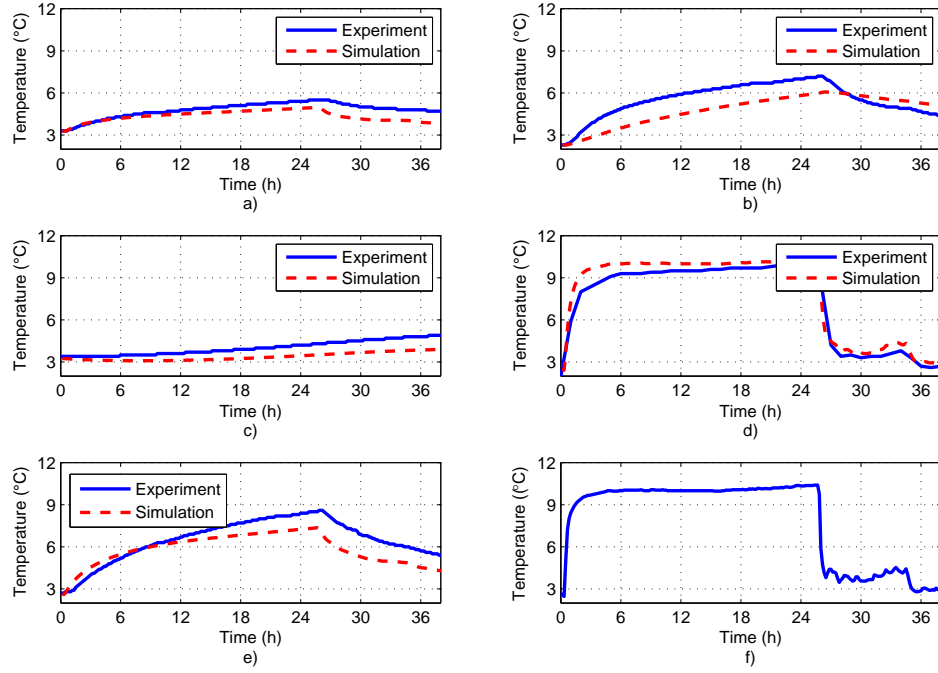 Temperature (°C)
12
9
6
3
Experiment
Simulation
0 6 12 18 24 30 36
Time (h)
a)
Temperature (°C)
12
9
6
3
Experiment
Simulation
0 6 12 18 24 30 36
Time (h)
b)
Temperature (°C)
12
9
6
3
Experiment
Simulation
0 6 12 18 24 30 36
Time (h)
c)
Temperature (°C)
12
9
6
3
Experiment
Simulation
0 6 12 18 24 30 36
Time (h)
d)
Temperature (°C)
12
9
6
3
Experiment
Simulation
0 6 12 18 24 30 36
Time (h)
e)
Temperature ((°C)
12
9
6
3
0 6 12 18 24 30 36
Time (h)
f)